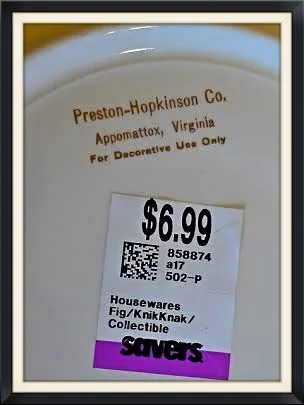 Preston-Hopkinson Co.
Appomattox, Virginia
For Decorative Use Only
$6.99
858874
a17
502-P
Housewares
Fig/KnikKnak/
Collectible
savers.